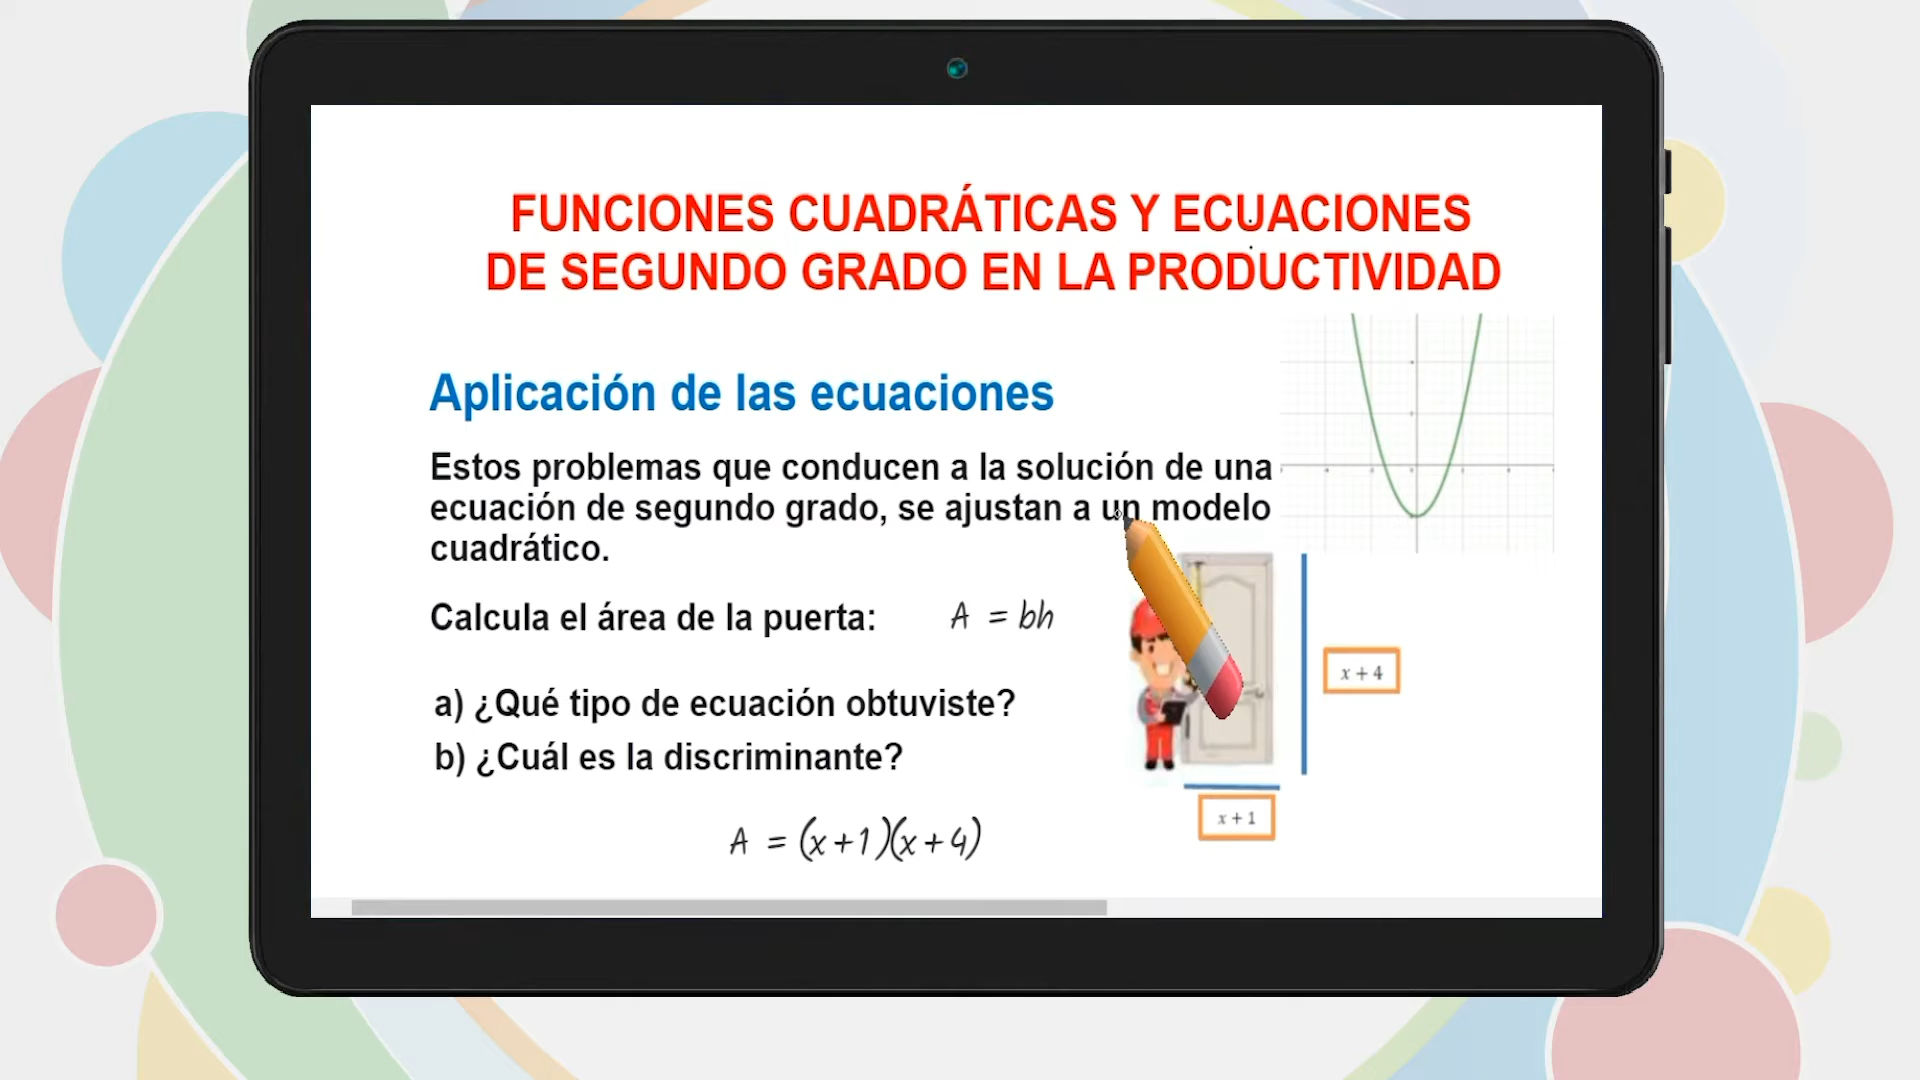 FUNCIONES CUADRÁTICAS Y ECUACIONES
DE SEGUNDO GRADO EN LA PRODUCTIVIDAD
Aplicación de las ecuaciones
Estos problemas que conducen a la solución de una
ecuación de segundo grado, se ajustan a un modelo
cuadrático.
Calcula el área de la puerta: A = bh
a) ¿Qué tipo de ecuación obtuviste?
b) ¿Cuál es la discriminante?
x + 4
x + 1
A = (x+1)(x+4)